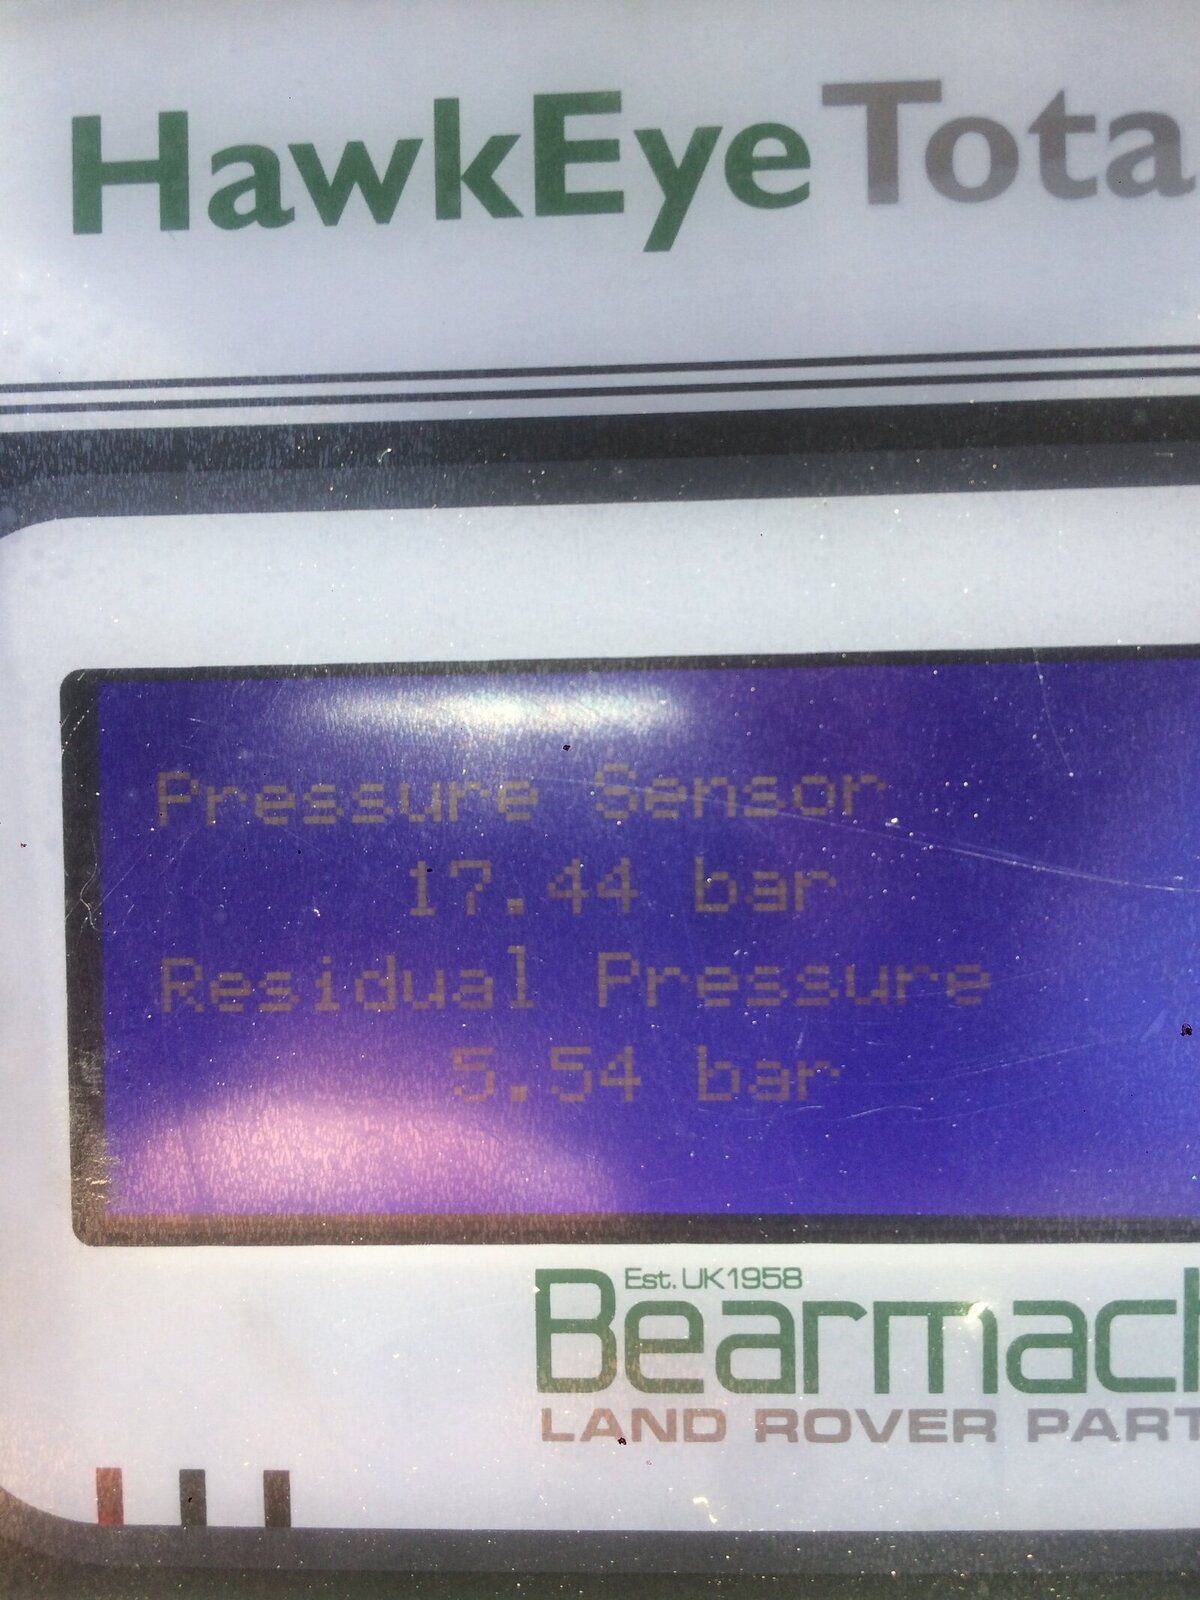 HawkEye Tota
Pressure Sensor
17.44 bar
Residual Pressure
5.54 bar
Est. UK1958
Bearmach
LAND ROVER PART